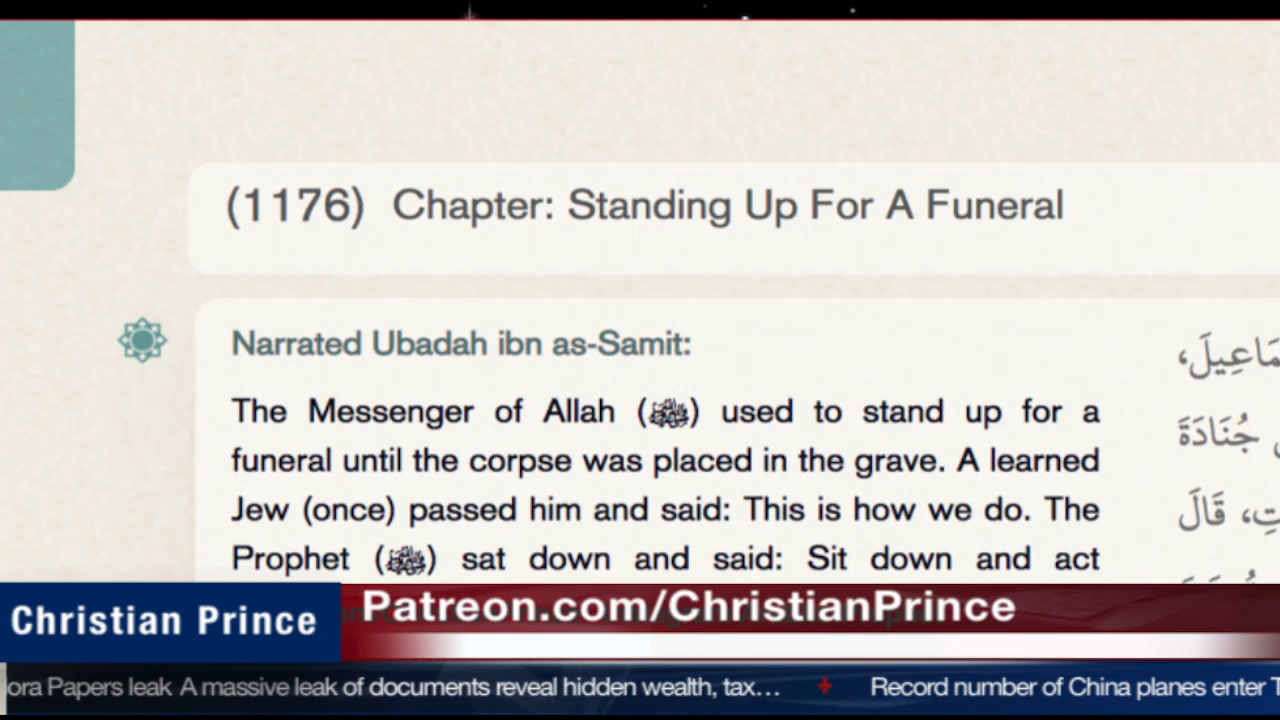 (1176) Chapter: Standing Up For A Funeral
Narrated Ubadah ibn as-Samit:
The Messenger of Allah (ﷺ) used to stand up for a
funeral until the corpse was placed in the grave. A learned
Jew (once) passed him and said: This is how we do. The
Prophet (ﷺ) sat down and said: Sit down and act
جُنَادَةَ
قَالَ
Christian Prince
Patreon.com/ChristianPrince
ora Papers leak A massive leak of documents reveal hidden wealth, tax… Record number of China planes enter T